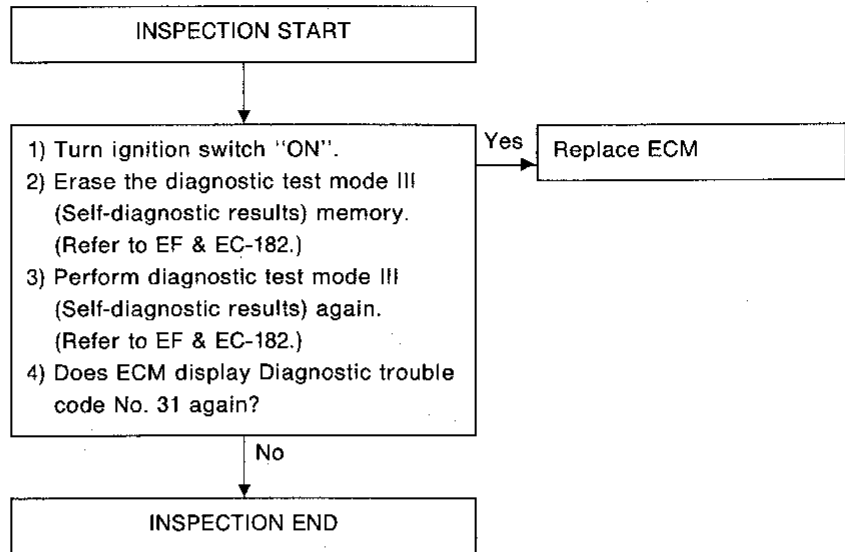 INSPECTION START
1) Turn ignition switch "ON".
2) Erase the diagnostic test mode III
(Self-diagnostic results) memory.
(Refer to EF & EC-182.)
3) Perform diagnostic test mode III
(Self-diagnostic results) again.
(Refer to EF & EC-182.)
4) Does ECM display Diagnostic trouble
code No. 31 again?
Yes
Replace ECM
No
INSPECTION END